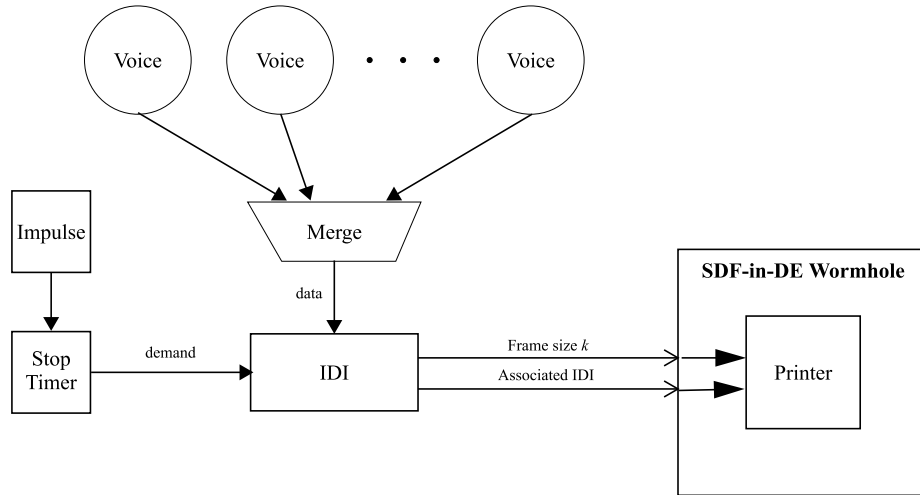 Voice
Voice
Voice
Impulse
Merge
SDF-in-DE Wormhole
data
Stop
Timer
demand
IDI
Frame size k
Associated IDI
Printer